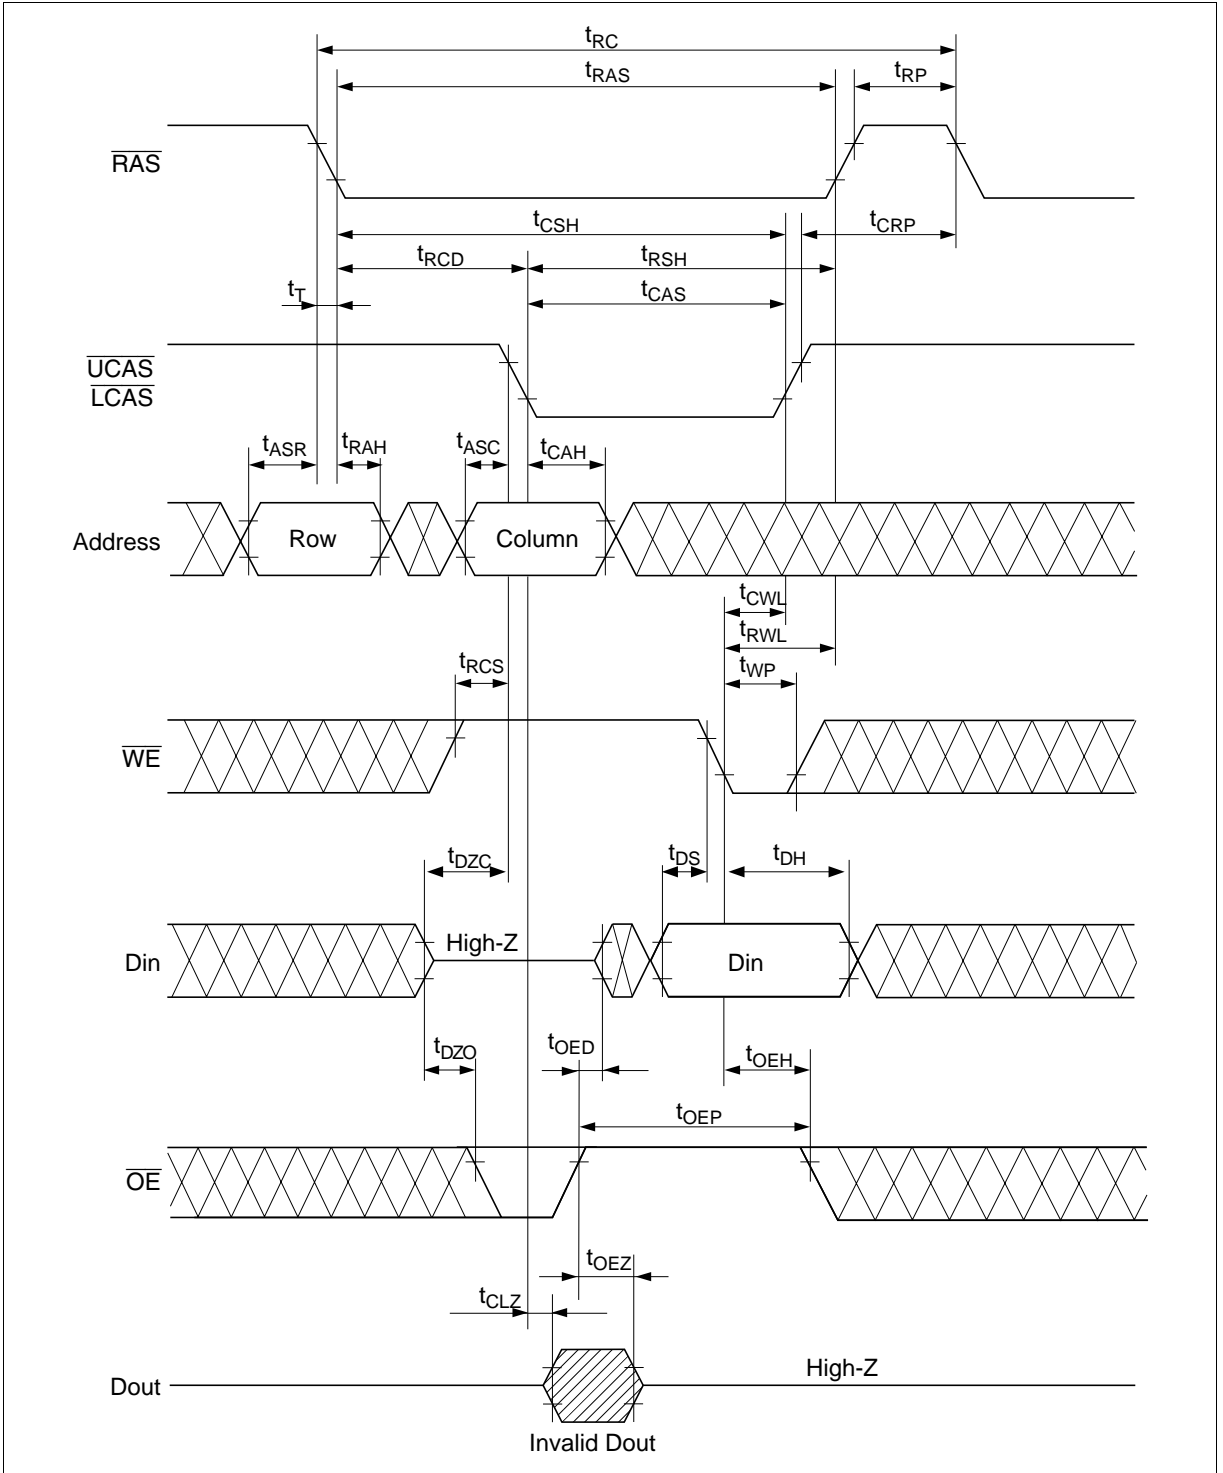 tRC
tRAS
tRP
RAS
tCSH
tCRP
tRCD
tRSH
tT
tCAS
UCAS
LCAS
tASR
tRAH
tASC
tCAH
Address
Row
Column
tCWL
tRWL
tRCS
tWP
WE
tDZC
tDS
tDH
High-Z
Din
Din
tDZO
tOED
tOEH
tOEP
OE
tOEZ
tCLZ
High-Z
Dout
Invalid Dout